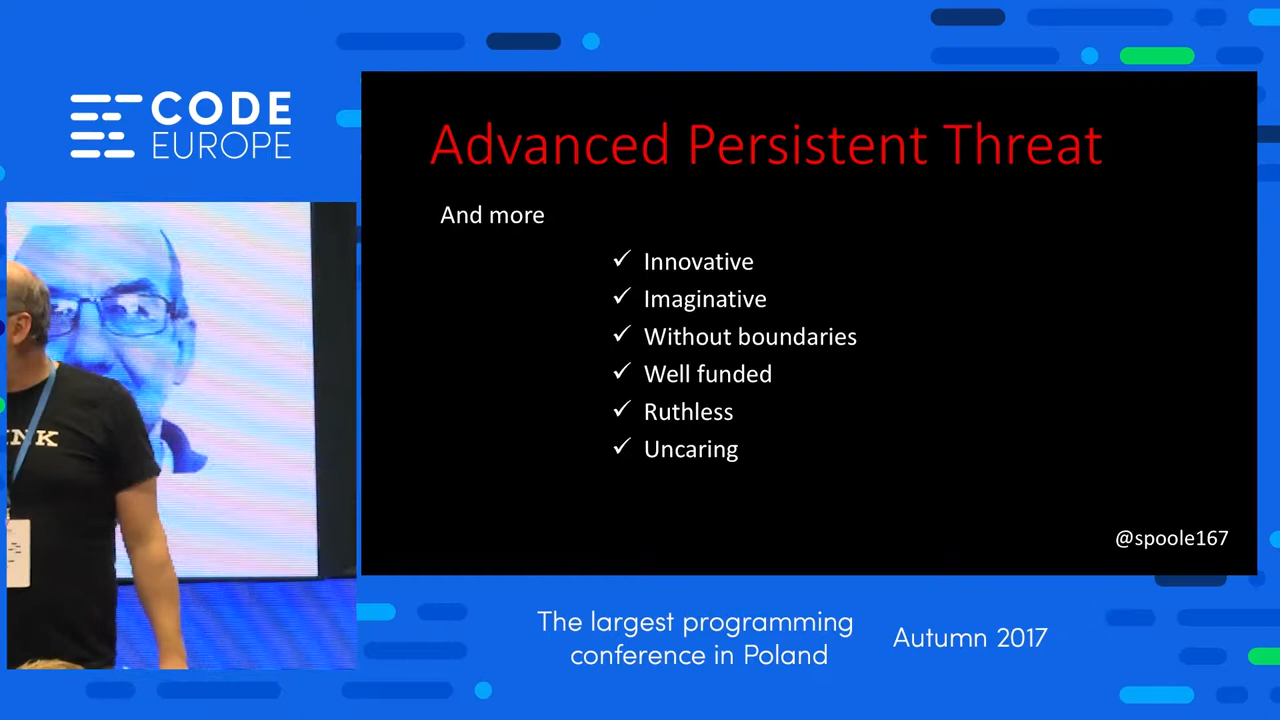 CODE
EUROPE
Advanced Persistent Threat
And more
✓ Innovative
✓ Imaginative
✓ Without boundaries
✓ Well funded
✓ Ruthless
✓ Uncaring
@spoole167
The largest programming
conference in Poland
Autumn 2017